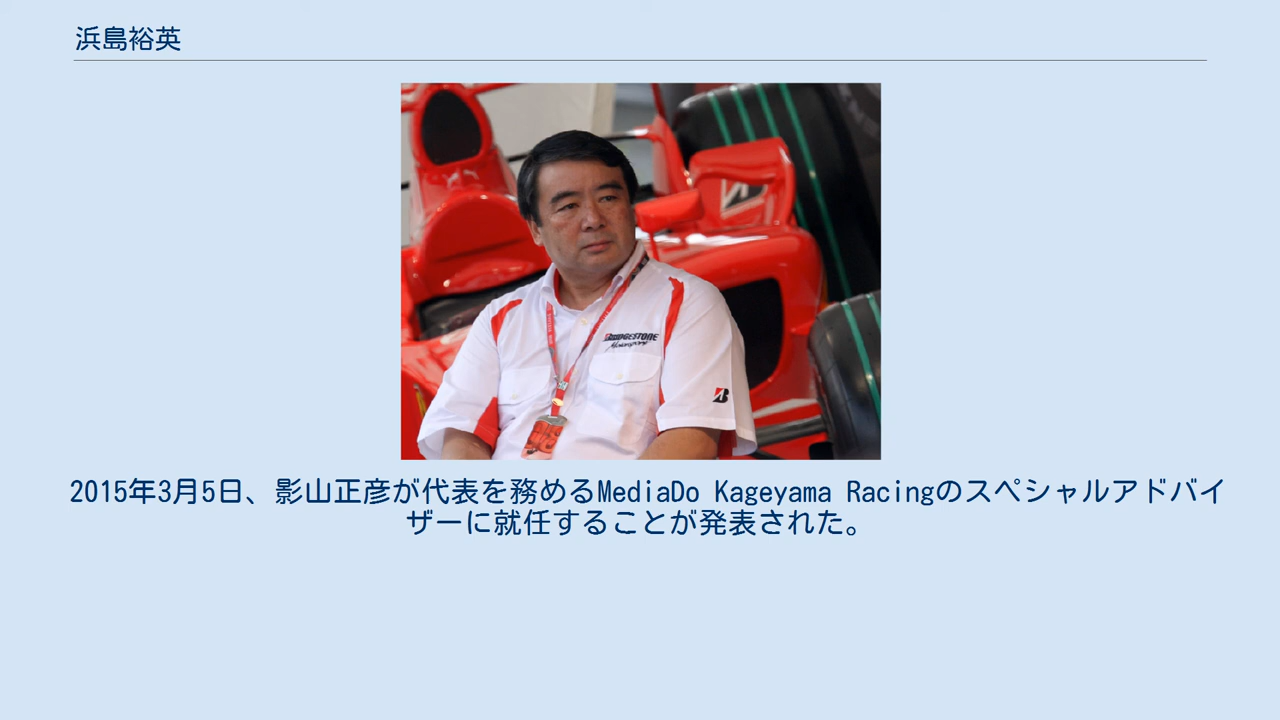 浜島裕英
BRIDGESTONE
Motorsport
B
2015年3月5日、影山正彦が代表を務めるMediaDo Kageyama Racingのスペシャルアドバイ
ザーに就任することが発表された。